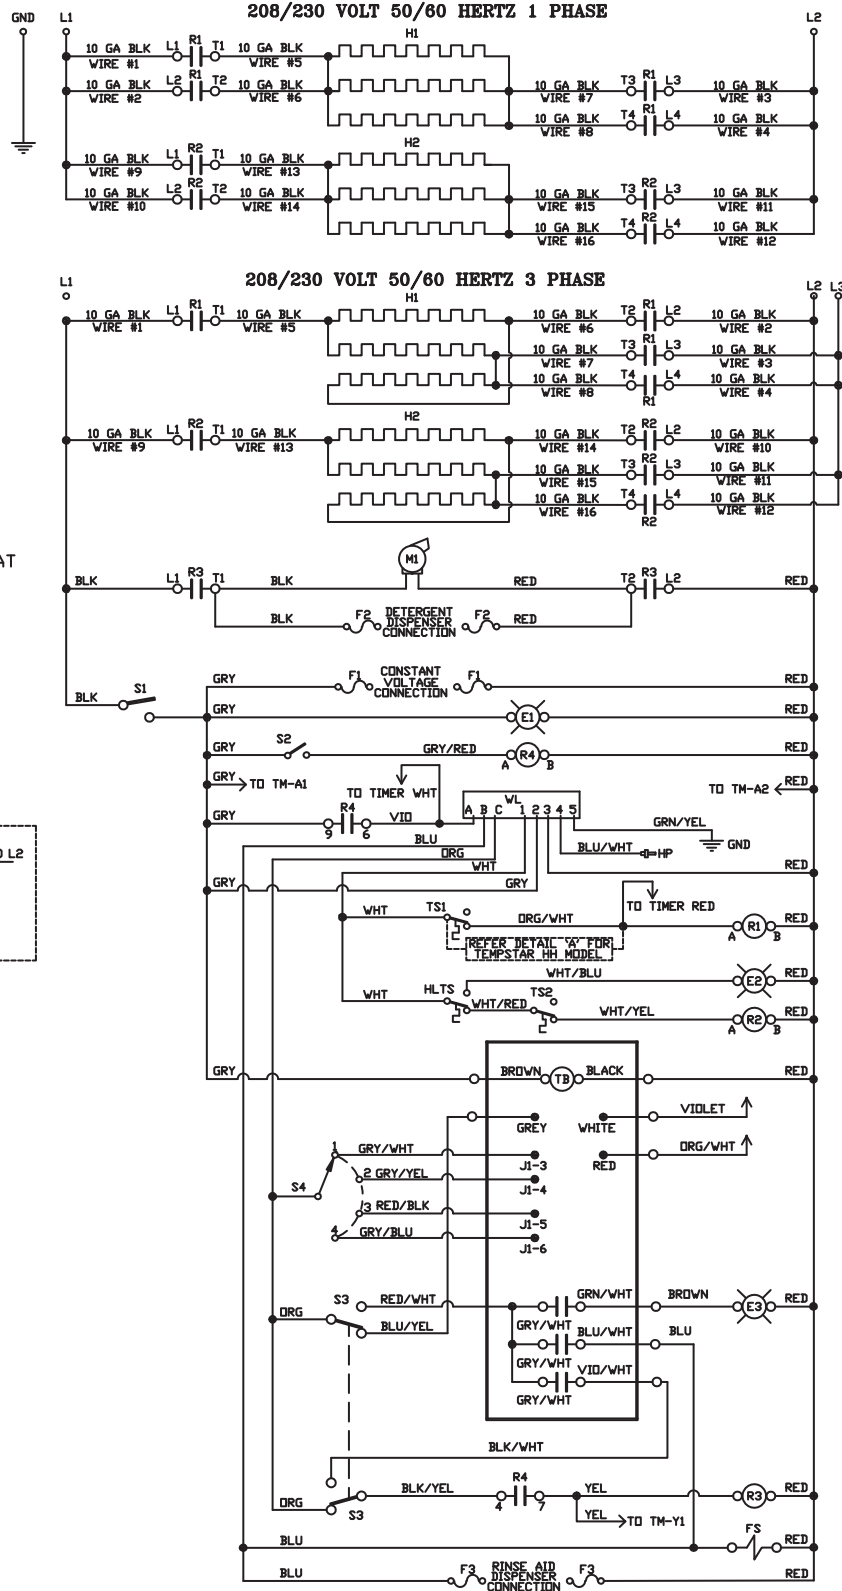 208/230 VOLT 50/60 HERTZ 1 PHASE
GND L1 L2
H1
10 GA BLK L1 R1 T1 10 GA BLK
WIRE #1 WIRE #5
10 GA BLK L2 R1 T2 10 GA BLK 10 GA BLK T3 R1 L3 10 GA BLK
WIRE #2 WIRE #6 WIRE #7 WIRE #3
10 GA BLK T4 R1 L4 10 GA BLK
WIRE #8 WIRE #4
H2
10 GA BLK L1 R2 T1 10 GA BLK
WIRE #9 WIRE #13
10 GA BLK L2 R2 T2 10 GA BLK 10 GA BLK T3 R2 L3 10 GA BLK
WIRE #10 WIRE #14 WIRE #15 WIRE #11
10 GA BLK T4 R2 L4 10 GA BLK
WIRE #16 WIRE #12
208/230 VOLT 50/60 HERTZ 3 PHASE
L1 L2 L3
H1
10 GA BLK L1 R1 T1 10 GA BLK 10 GA BLK T2 R1 L2 10 GA BLK
WIRE #1 WIRE #5 WIRE #6 WIRE #2
10 GA BLK T3 R1 L3 10 GA BLK
WIRE #7 WIRE #3
10 GA BLK T4 L4 10 GA BLK
WIRE #8 R1 WIRE #4
H2
10 GA BLK L1 R2 T1 10 GA BLK 10 GA BLK T2 R2 L2 10 GA BLK
WIRE #9 WIRE #13 WIRE #14 WIRE #10
10 GA BLK T3 R2 L3 10 GA BLK
WIRE #15 WIRE #11
10 GA BLK T4 L4 10 GA BLK
WIRE #16 R2 WIRE #12
AT
M1
BLK L1 R3 T1 BLK RED T2 R3 L2 RED
BLK F2 DETERGENT DISPENSER CONNECTION F2 RED
GRY F1 CONSTANT VOLTAGE CONNECTION F1 RED
BLK S1
GRY E1 RED
GRY S2 GRY/RED A R4 B RED
GRY TO TM-A1 TO TM-A2 RED
TO TIMER WHT
GRY R4 VIO WL A B C 1 2 3 4 5
9 6
GRN/YEL
GND
BLU
BLU/WHT HP
ORG
WHT RED
GRY GRY
TO TIMER RED
WHT TS1 ORG/WHT A R1 B RED
REFER DETAIL 'A' FOR
TEMPSTAR HH MODEL
WHT/BLU E2 RED
WHT HLTS WHT/RED TS2 WHT/YEL A R2 B RED
O L2
GRY BROWN TB BLACK RED
GREY WHITE VIOLET
1 GRY/WHT J1-3 RED ORG/WHT
S4 2 GRY/YEL J1-4
3 RED/BLK J1-5
4 GRY/BLU J1-6
S3 RED/WHT GRN/WHT BROWN E3 RED
ORG BLU/YEL GRY/WHT BLU/WHT BLU
GRY/WHT VIO/WHT
GRY/WHT
BLK/WHT
BLK/YEL R4 YEL R3 RED
ORG S3 4 7 YEL TO TM-Y1
BLU FS RED
BLU F3 RINSE AID DISPENSER CONNECTION F3 RED